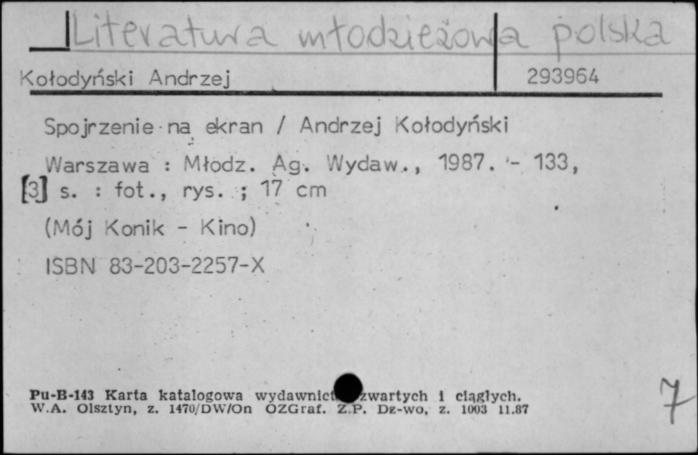 Literatura młodzieżowa polska
Kołodyński Andrzej 293964
Spojrzenie na ekran / Andrzej Kołodyński
Warszawa : Młodz. Ag. Wydaw., 1987. - 133,
[3] s. : fot., rys. ; 17 cm
(Mój Konik - Kino)
ISBN 83-203-2257-X
Pu-B-143 Karta katalogowa wydawnict zwartych i ciągłych.
W.A. Olsztyn, z. 1470/DW/On OZGraf. Z.P. Dz-wo, z. 1003 11.87
7